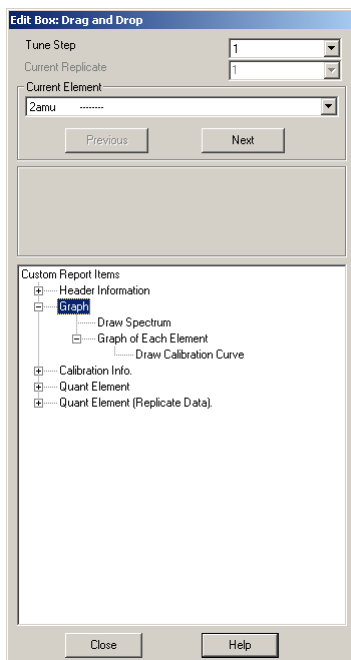 Edit Box: Drag and Drop
Tune Step
1
Current Replicate
1
Current Element
2amu --------
Previous Next
Custom Report Items
Header Information
Graph
Draw Spectrum
Graph of Each Element
Draw Calibration Curve
Calibration Info.
Quant Element
Quant Element (Replicate Data).
Close Help